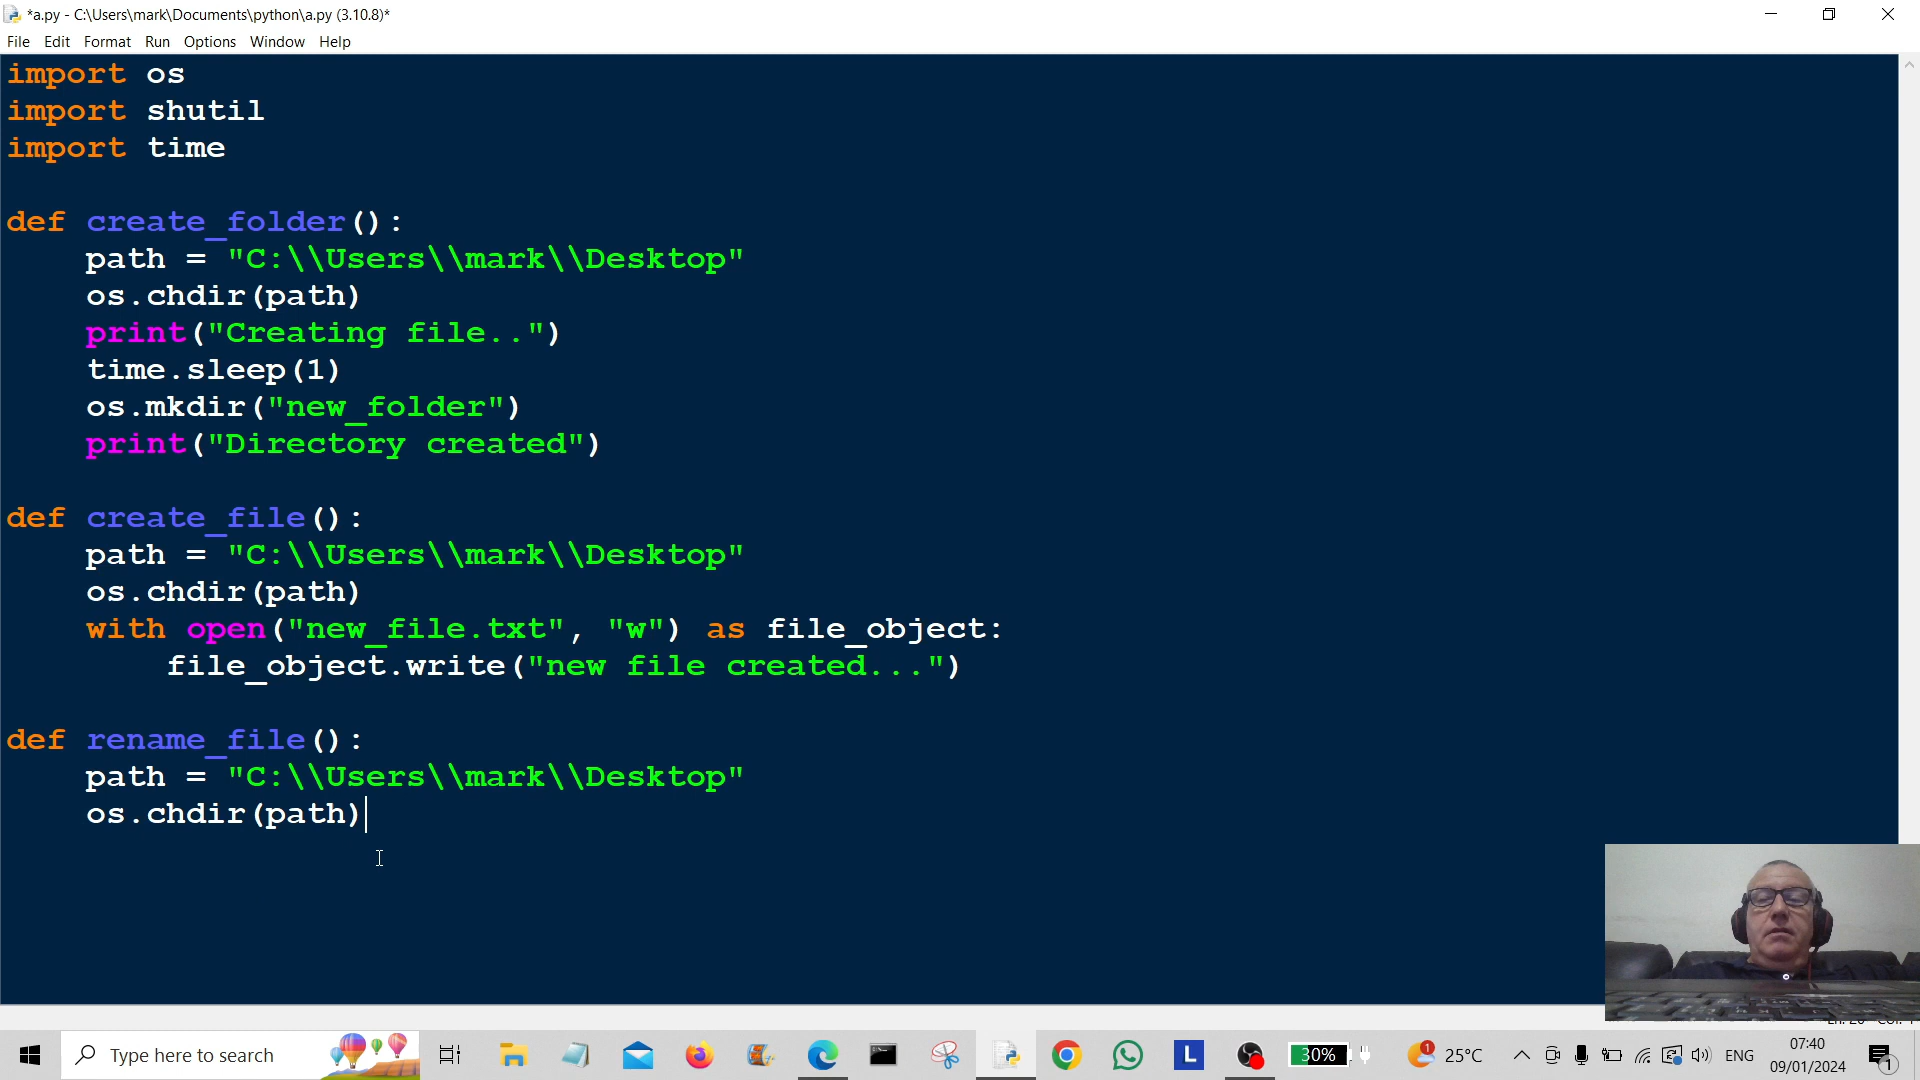 *a.py - C:\Users\mark\Documents\python\a.py (3.10.8)*
File Edit Format Run Options Window Help
import os
import shutil
import time
def create_folder():
path = "C:\\Users\\mark\\Desktop"
os.chdir(path)
print("Creating file..")
time.sleep(1)
os.mkdir("new_folder")
print("Directory created")
def create_file():
path = "C:\\Users\\mark\\Desktop"
os.chdir(path)
with open("new_file.txt", "w") as file_object:
file_object.write("new file created...")
def rename_file():
path = "C:\\Users\\mark\\Desktop"
os.chdir(path)
Type here to search
L
30%
1
25°C
ENG
07:40
09/01/2024
1